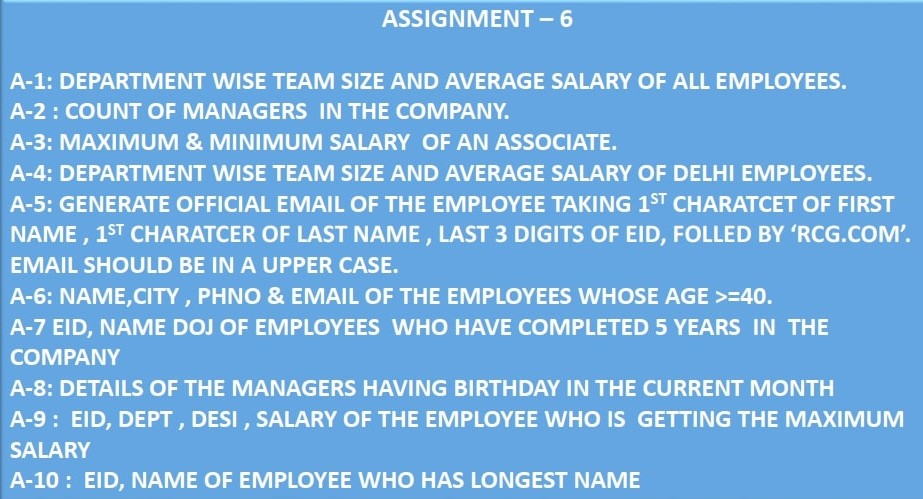 ASSIGNMENT – 6
A-1: DEPARTMENT WISE TEAM SIZE AND AVERAGE SALARY OF ALL EMPLOYEES.
A-2 : COUNT OF MANAGERS IN THE COMPANY.
A-3: MAXIMUM & MINIMUM SALARY OF AN ASSOCIATE.
A-4: DEPARTMENT WISE TEAM SIZE AND AVERAGE SALARY OF DELHI EMPLOYEES.
A-5: GENERATE OFFICIAL EMAIL OF THE EMPLOYEE TAKING 1ST CHARATCET OF FIRST
NAME , 1ST CHARATCER OF LAST NAME , LAST 3 DIGITS OF EID, FOLLED BY ‘RCG.COM’.
EMAIL SHOULD BE IN A UPPER CASE.
A-6: NAME,CITY , PHNO & EMAIL OF THE EMPLOYEES WHOSE AGE >=40.
A-7 EID, NAME DOJ OF EMPLOYEES WHO HAVE COMPLETED 5 YEARS IN THE
COMPANY
A-8: DETAILS OF THE MANAGERS HAVING BIRTHDAY IN THE CURRENT MONTH
A-9 : EID, DEPT , DESI , SALARY OF THE EMPLOYEE WHO IS GETTING THE MAXIMUM
SALARY
A-10 : EID, NAME OF EMPLOYEE WHO HAS LONGEST NAME